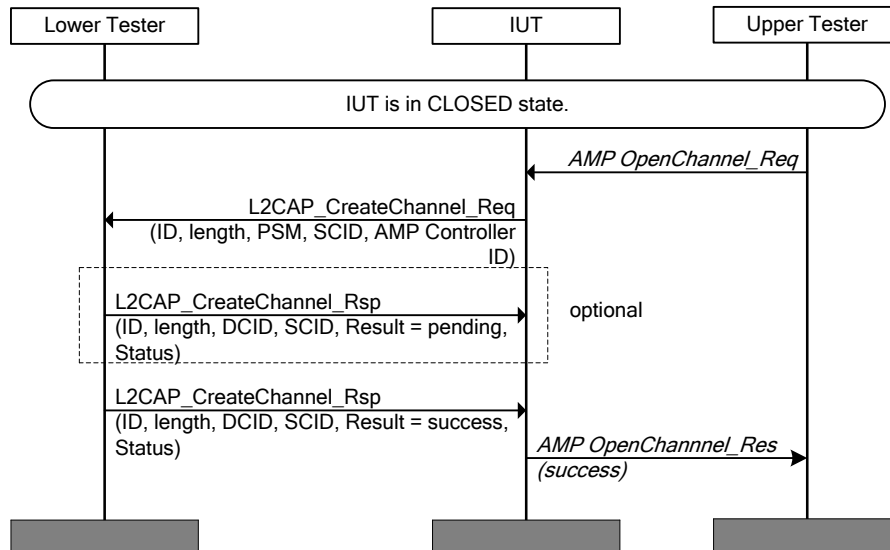 Lower Tester
IUT
Upper Tester
IUT is in CLOSED state.
AMP OpenChannel_Req
L2CAP_CreateChannel_Req
(ID, length, PSM, SCID, AMP Controller
ID)
L2CAP_CreateChannel_Rsp
(ID, length, DCID, SCID, Result = pending,
Status)
optional
L2CAP_CreateChannel_Rsp
(ID, length, DCID, SCID, Result = success,
Status)
AMP OpenChannnel_Res
(success)